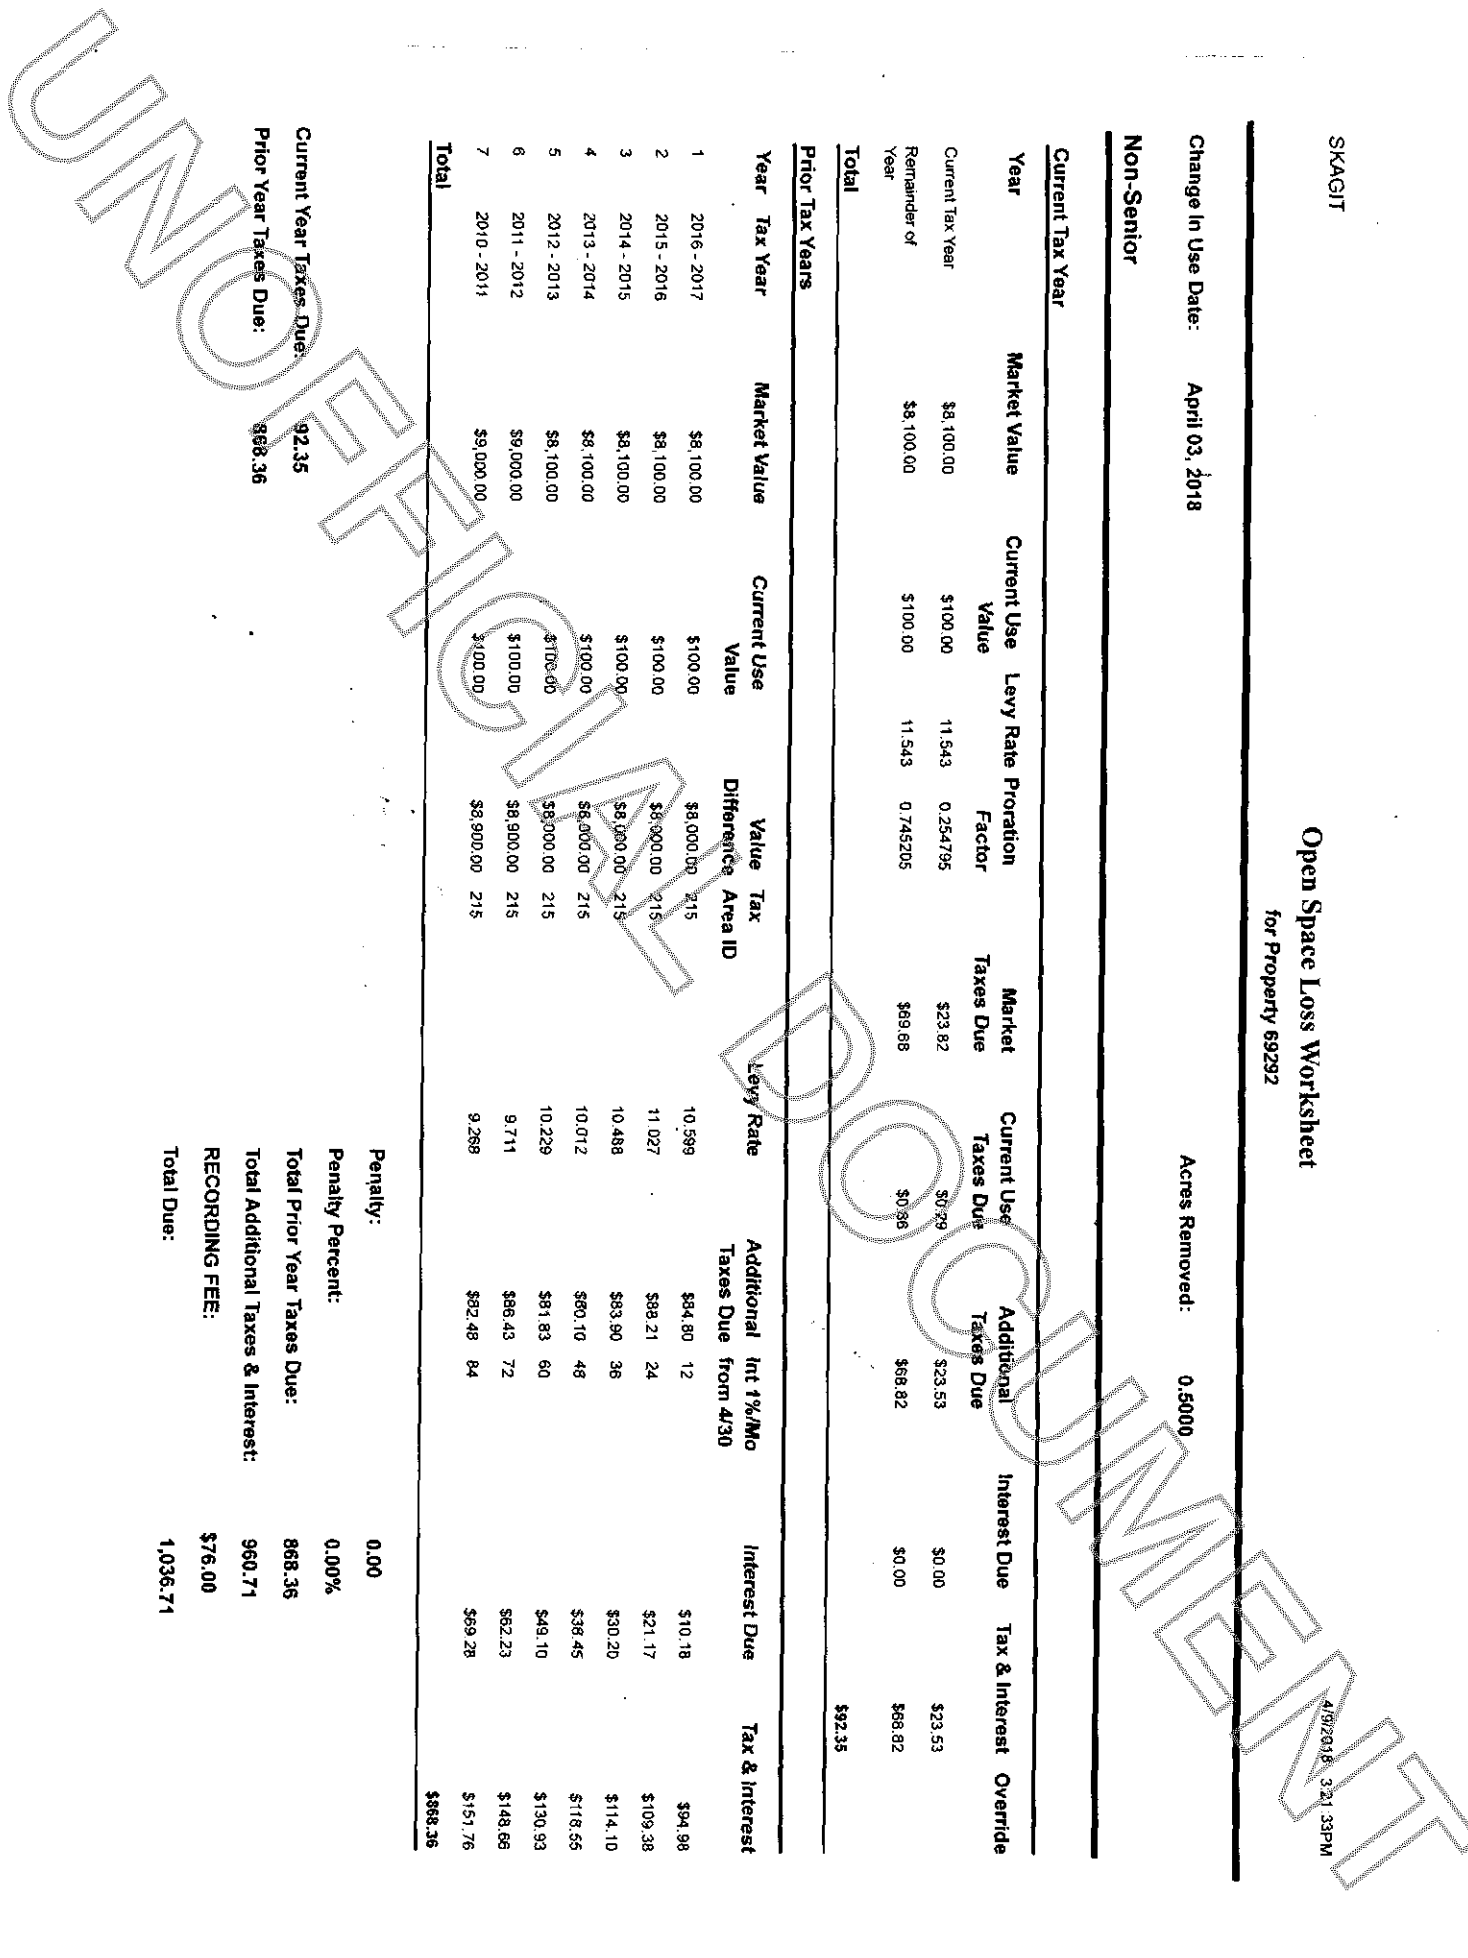 SKAGIT
4/9/2018 3:21:33PM
Open Space Loss Worksheet
for Property 69292
Change In Use Date: April 03, 2018 Acres Removed: 0.5000
Non-Senior
Current Tax Year
Year Market Value Current Use Value Levy Rate Proration Factor Market Taxes Due Current Use Taxes Due Additional Taxes Due Interest Due Tax & Interest Override
Current Tax Year $8,100.00 $100.00 11.543 0.254795 $23.82 $0.29 $23.53 $0.00 $23.53
Remainder of Year $8,100.00 $100.00 11.543 0.745205 $69.68 $0.86 $68.82 $0.00 $68.82
Total $92.35
Prior Tax Years
Year Tax Year Market Value Current Use Value Value Difference Tax Area ID Levy Rate Additional Taxes Due Int 1%/Mo from 4/30 Interest Due Tax & Interest
1 2016 - 2017 $8,100.00 $100.00 $8,000.00 215 10.599 $84.80 12 $10.18 $94.98
2 2015 - 2016 $8,100.00 $100.00 $8,000.00 215 11.027 $88.21 24 $21.17 $109.38
3 2014 - 2015 $8,100.00 $100.00 $8,000.00 215 10.488 $83.90 36 $30.20 $114.10
4 2013 - 2014 $8,100.00 $100.00 $8,000.00 215 10.012 $80.10 48 $38.45 $118.55
5 2012 - 2013 $8,100.00 $100.00 $8,000.00 215 10.229 $81.83 60 $49.10 $130.93
6 2011 - 2012 $9,000.00 $100.00 $8,900.00 215 9.711 $86.43 72 $62.23 $148.66
7 2010 - 2011 $9,000.00 $100.00 $8,900.00 215 9.268 $82.48 84 $69.28 $151.76
Total $868.36
Current Year Taxes Due: 92.35
Prior Year Taxes Due: 868.36
Penalty: 0.00
Penalty Percent: 0.00%
Total Prior Year Taxes Due: 868.36
Total Additional Taxes & Interest: 960.71
RECORDING FEE: $76.00
Total Due: 1,036.71
UNOFFICIAL DOCUMENT